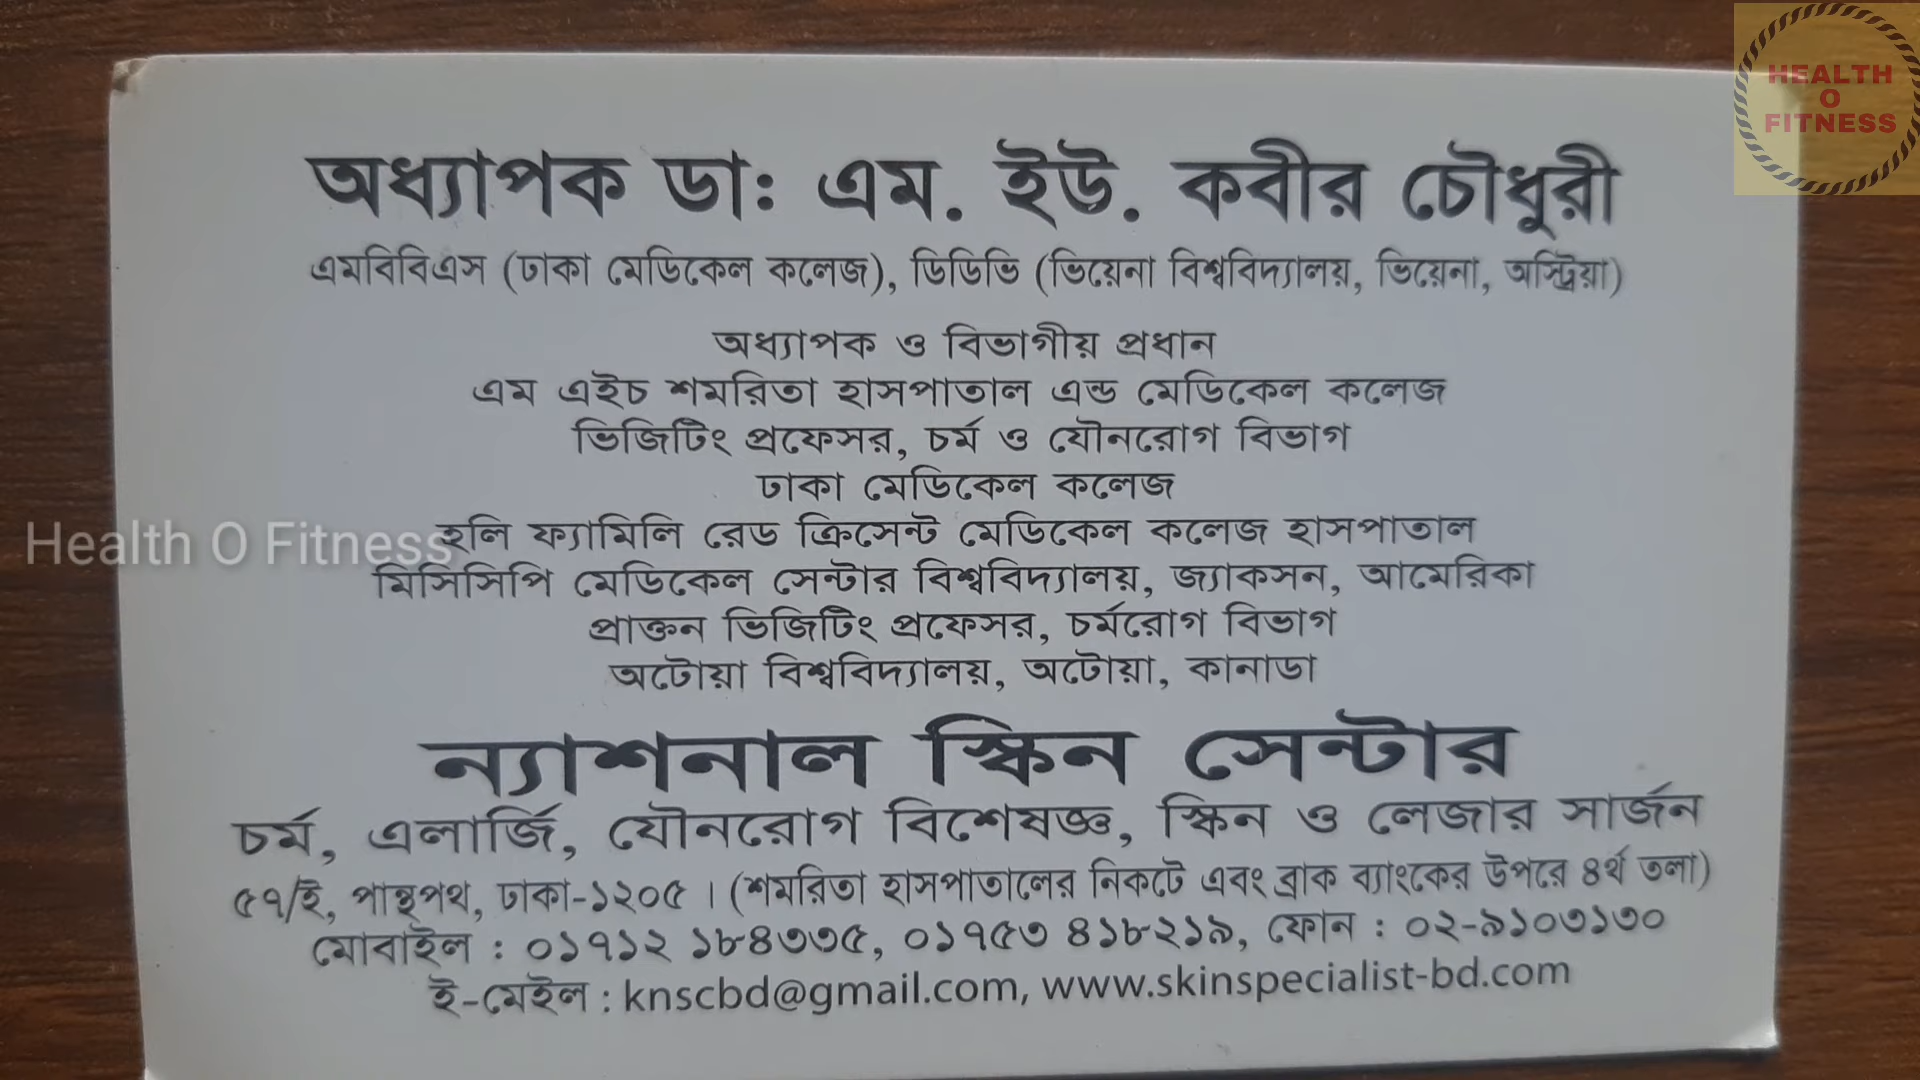 HEALTH
O
FITNESS
অধ্যাপক ডা: এম. ইউ. কবীর চৌধুরী
এমবিবিএস (ঢাকা মেডিকেল কলেজ), ডিডিভি (ভিয়েনা বিশ্ববিদ্যালয়, ভিয়েনা, অস্ট্রিয়া)
অধ্যাপক ও বিভাগীয় প্রধান
এম এইচ শমরিতা হাসপাতাল এন্ড মেডিকেল কলেজ
ভিজিটিং প্রফেসর, চর্ম ও যৌনরোগ বিভাগ
ঢাকা মেডিকেল কলেজ
Health O Fitness
হলি ফ্যামিলি রেড ক্রিসেন্ট মেডিকেল কলেজ হাসপাতাল
মিসিসিপি মেডিকেল সেন্টার বিশ্ববিদ্যালয়, জ্যাকসন, আমেরিকা
প্রাক্তন ভিজিটিং প্রফেসর, চর্মরোগ বিভাগ
অটোয়া বিশ্ববিদ্যালয়, অটোয়া, কানাডা
ন্যাশনাল স্কিন সেন্টার
চর্ম, এলার্জি, যৌনরোগ বিশেষজ্ঞ, স্কিন ও লেজার সার্জন
৫৭/ই, পান্থপথ, ঢাকা-১২০৫ । (শমরিতা হাসপাতালের নিকটে এবং ব্রাক ব্যাংকের উপরে ৪র্থ তলা)
মোবাইল : ০১৭১২ ১৮৪৩৩৫, ০১৭৫৩ ৪১৮২১৯, ফোন : ০২-৯১০৩১৩০
ই-মেইল : knscbd@gmail.com, www.skinspecialist-bd.com